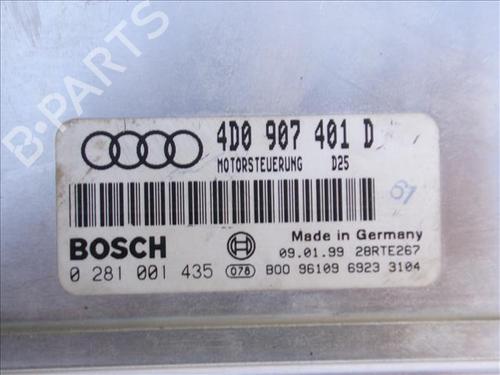 B-PARTS
4D0 907 401 D
MOTORSTEUERUNG D25
61
BOSCH
Made in Germany
09.01.99 28RTE267
0 281 001 435 078 B00 96109 6923 3104